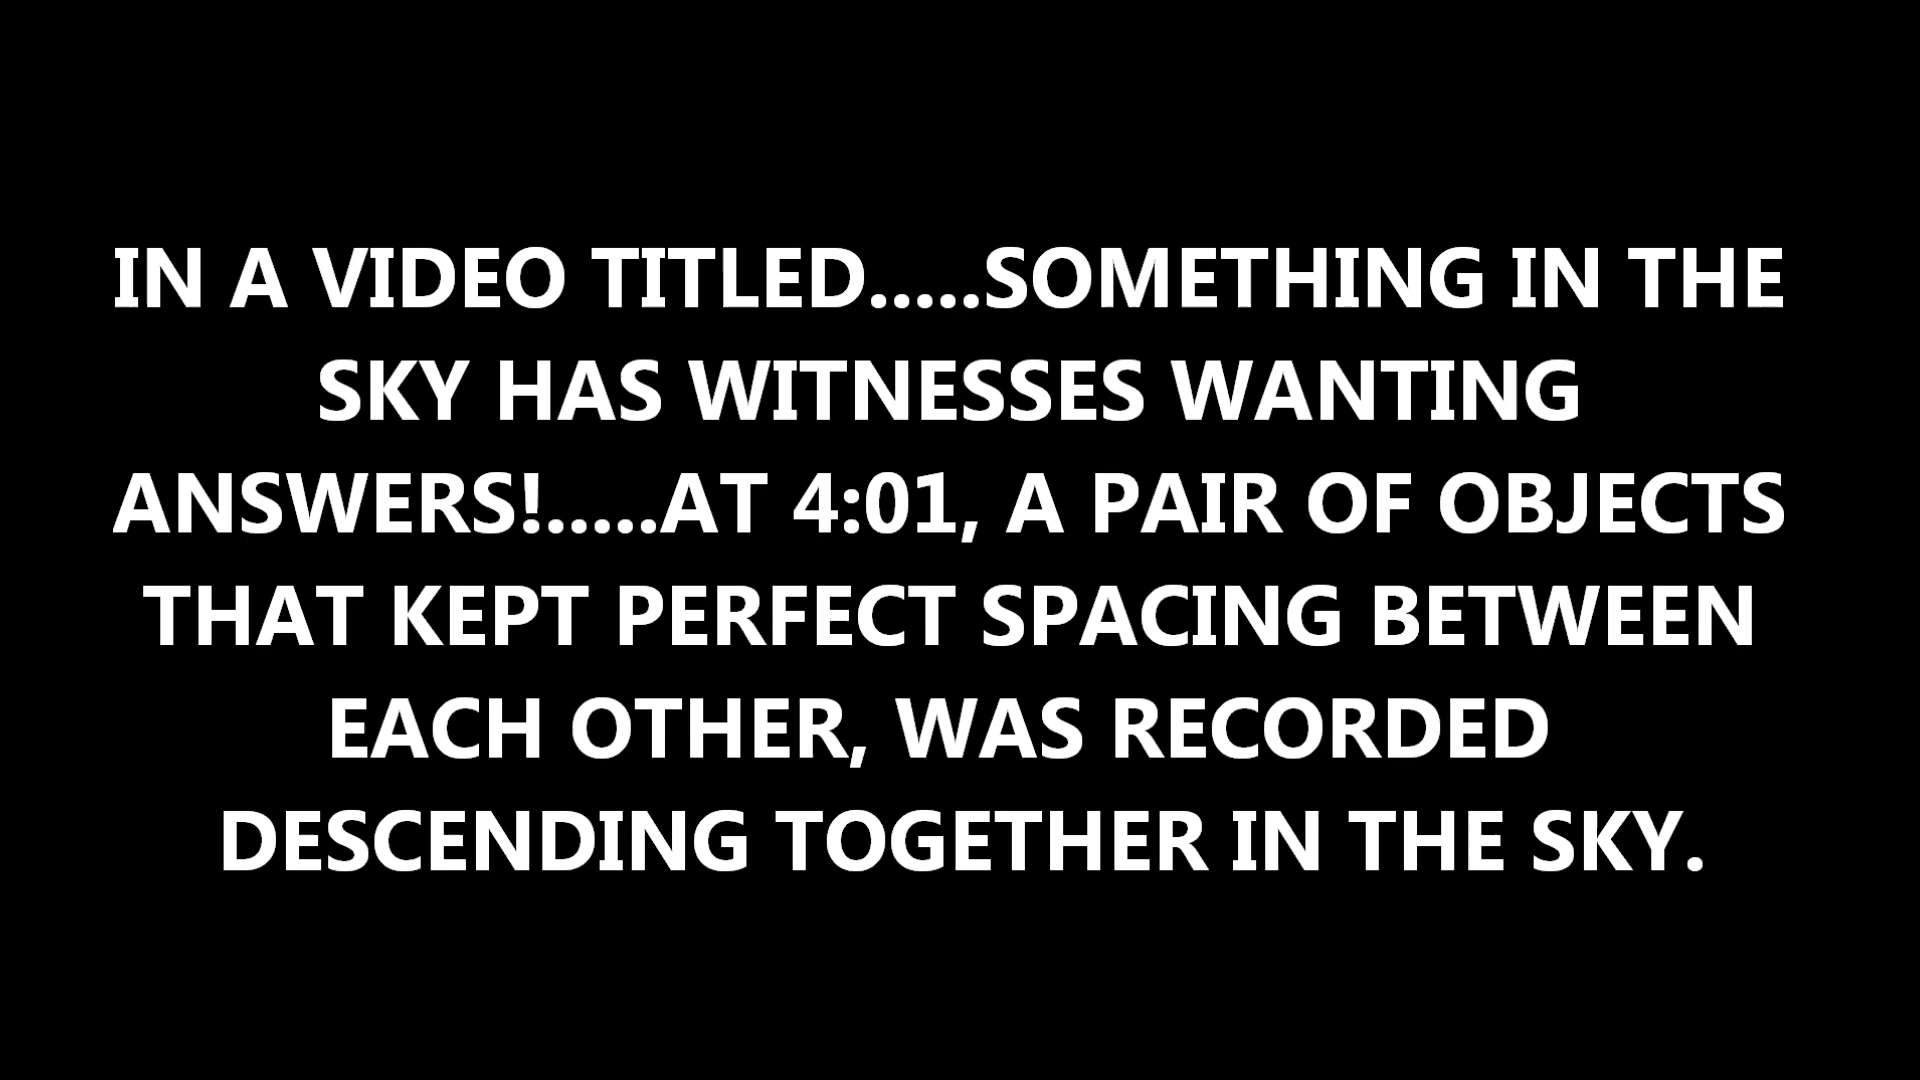 IN A VIDEO TITLED.....SOMETHING IN THE
SKY HAS WITNESSES WANTING
ANSWERS!.....AT 4:01, A PAIR OF OBJECTS
THAT KEPT PERFECT SPACING BETWEEN
EACH OTHER, WAS RECORDED
DESCENDING TOGETHER IN THE SKY.